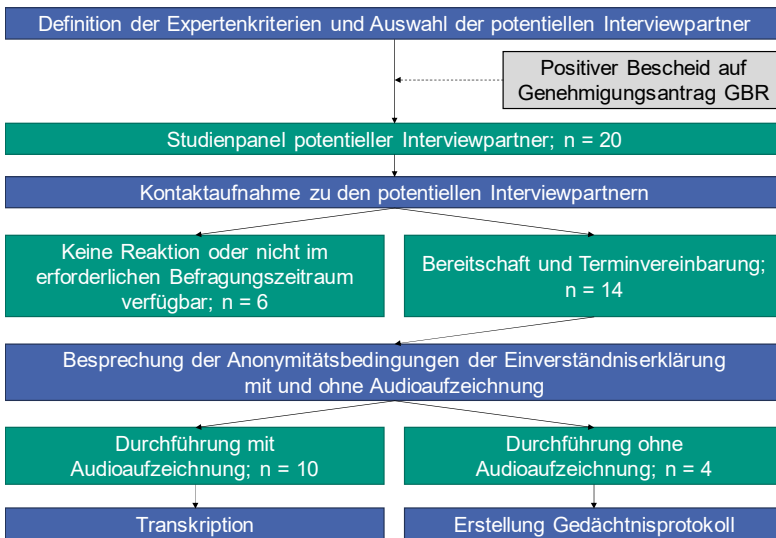 Definition der Expertenkriterien und Auswahl der potentiellen Interviewpartner
Positiver Bescheid auf
Genehmigungsantrag GBR
Studienpanel potentieller Interviewpartner; n = 20
Kontaktaufnahme zu den potentiellen Interviewpartnern
Keine Reaktion oder nicht im
erforderlichen Befragungszeitraum
verfügbar; n = 6
Bereitschaft und Terminvereinbarung;
n = 14
Besprechung der Anonymitätsbedingungen der Einverständniserklärung
mit und ohne Audioaufzeichnung
Durchführung mit
Audioaufzeichnung; n = 10
Durchführung ohne
Audioaufzeichnung; n = 4
Transkription
Erstellung Gedächtnisprotokoll